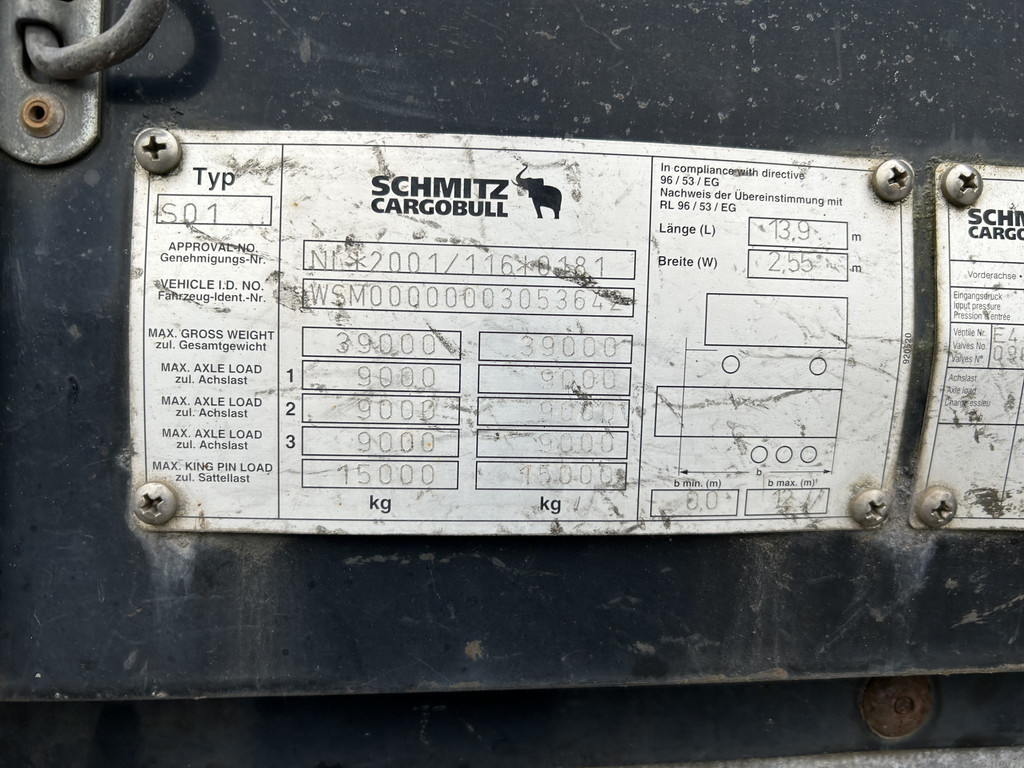 Typ
S01
SCHMITZ
CARGOBULL
APPROVAL NO.
Genehmigungs-Nr.
NL*2001/116*0181
VEHICLE I.D. NO.
Fahrzeug-Ident.-Nr.
WSM00000003053642
MAX. GROSS WEIGHT
zul. Gesamtgewicht
39000 39000
MAX. AXLE LOAD
zul. Achslast
1 9000 9000
MAX. AXLE LOAD
zul. Achslast
2 9000 9000
MAX. AXLE LOAD
zul. Achslast
3 9000 9000
MAX. KING PIN LOAD
zul. Sattellast
15000 15000
kg kg
In compliance with directive
96 / 53 / EG
Nachweis der Übereinstimmung mit
RL 96 / 53 / EG
Länge (L) 13,9 m
Breite (W) 2,55 m
b
b min. (m) b max. (m)
8,0
920520
SCHM
CARGO
Vorderachse -
Eingangsdruck
Input pressure
Pression d'entrée
Ventile Nr.
Valves No.
Valves N°
E4
Achslast
Axle load
Charge essieu